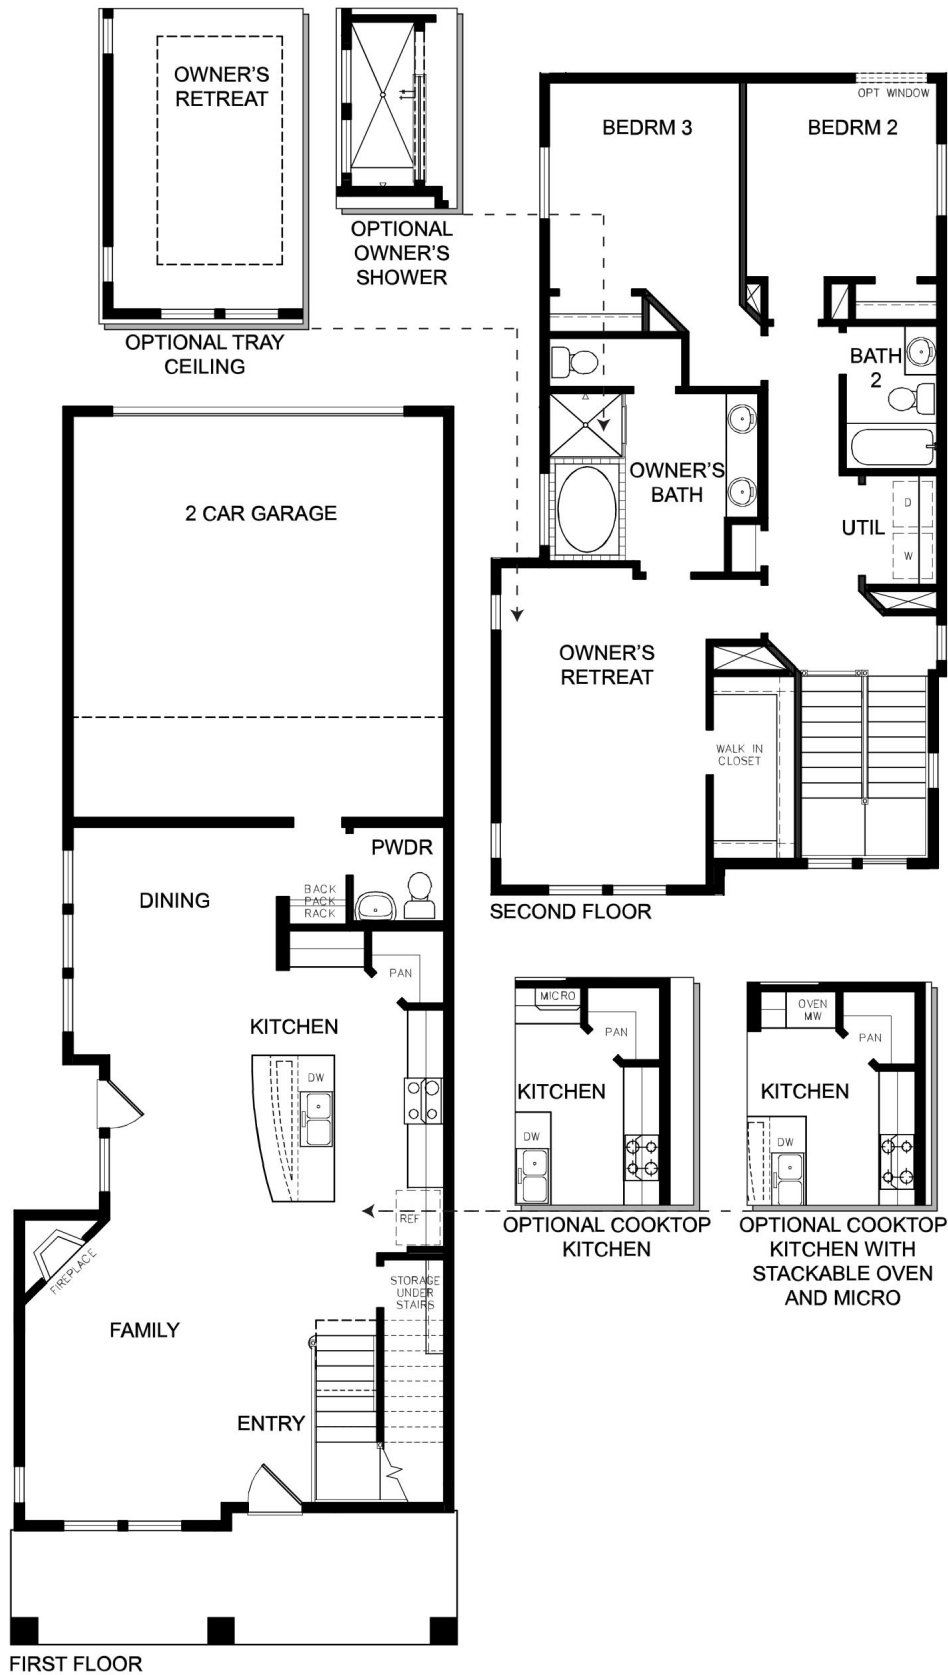 OWNER'S
RETREAT
OPTIONAL TRAY
CEILING
OPTIONAL
OWNER'S
SHOWER
OPT WINDOW
BEDRM 3
BEDRM 2
BATH
2
OWNER'S
BATH
UTIL
D
W
OWNER'S
RETREAT
WALK IN
CLOSET
SECOND FLOOR
2 CAR GARAGE
PWDR
DINING
BACK
PACK
RACK
PAN
KITCHEN
DW
REF
FIREPLACE
STORAGE
UNDER
STAIRS
FAMILY
ENTRY
FIRST FLOOR
MICRO
PAN
KITCHEN
DW
OPTIONAL COOKTOP
KITCHEN
OVEN
MW
PAN
KITCHEN
DW
OPTIONAL COOKTOP
KITCHEN WITH
STACKABLE OVEN
AND MICRO